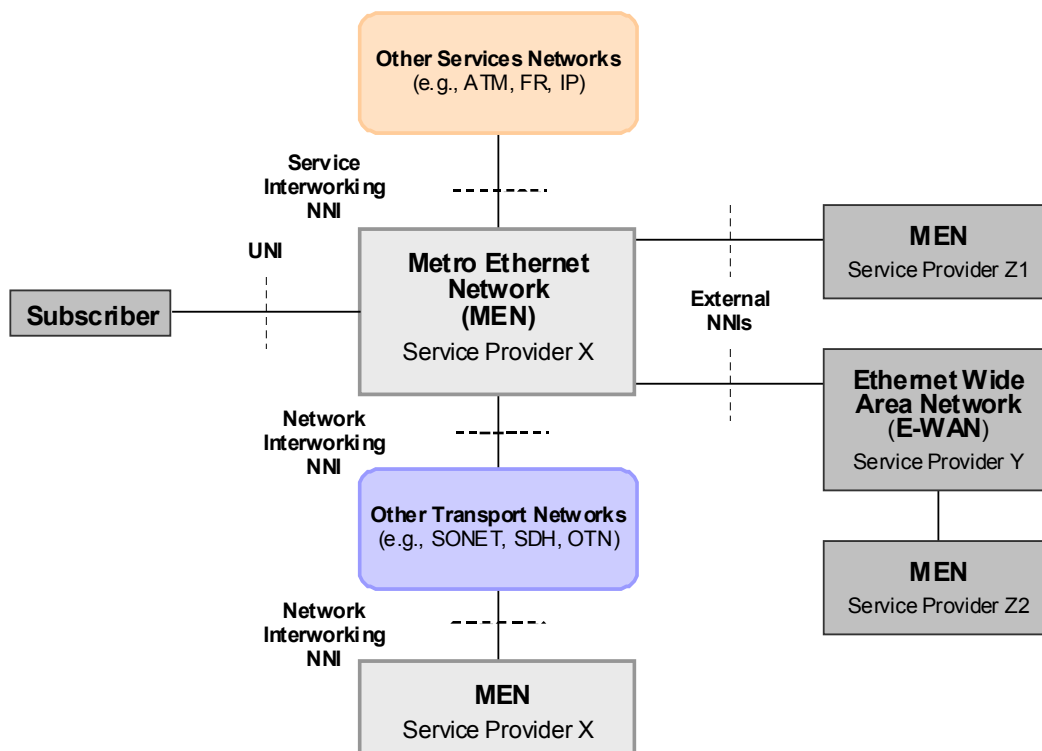 Other Services Networks
(e.g., ATM, FR, IP)
Service
Interworking
NNI
UNI
Subscriber
Metro Ethernet
Network
(MEN)
Service Provider X
External
NNIs
MEN
Service Provider Z1
Ethernet Wide
Area Network
(E-WAN)
Service Provider Y
MEN
Service Provider Z2
Network
Interworking
NNI
Other Transport Networks
(e.g., SONET, SDH, OTN)
Network
Interworking
NNI
MEN
Service Provider X